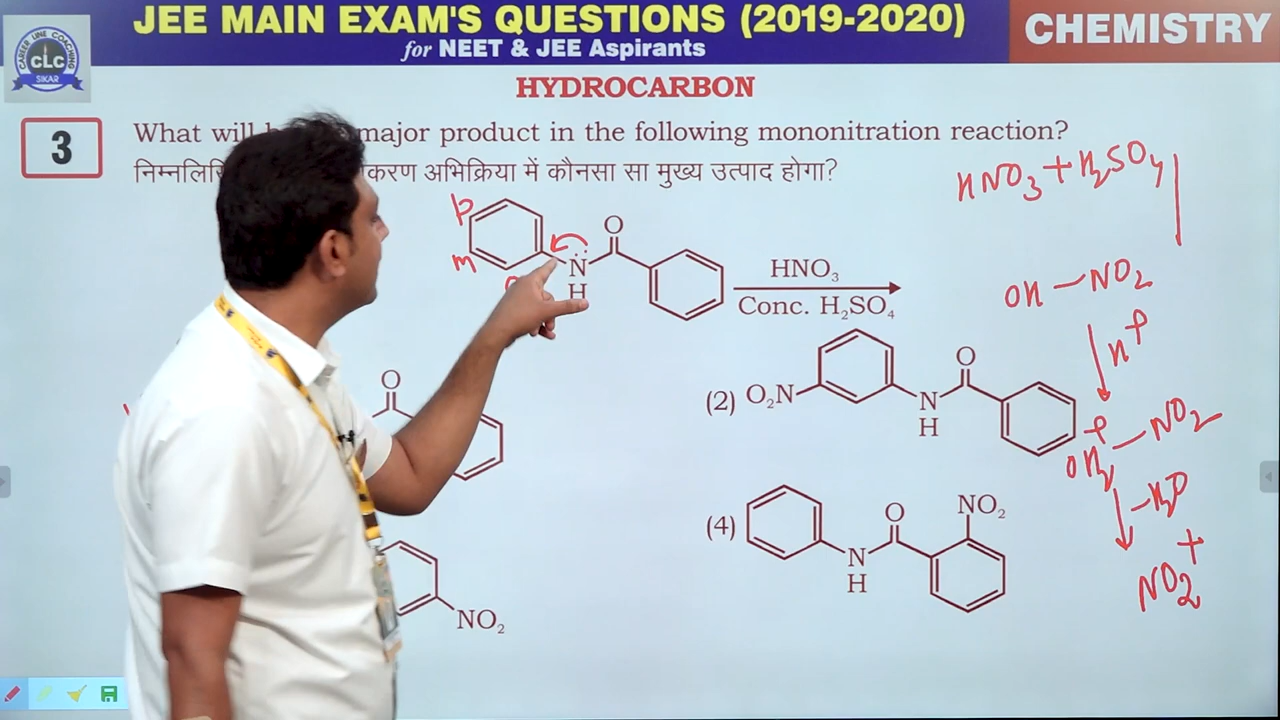 JEE MAIN EXAM'S QUESTIONS (2019-2020)
for NEET & JEE Aspirants
CHEMISTRY
CAREER LINE COACHING
CLC
SIKAR
HYDROCARBON
3
What will major product in the following mononitration reaction?
अभिक्रिया में कौनसा सा मुख्य उत्पाद होगा?
HNO3 + H2SO4
p
m
O
N
H
HNO3
Conc. H2SO4
OH - NO2
H⊕
O
(2) O2N
O
N
H
⊕
OH2 - NO2
-H2O
NO2
(4)
O
N
H
NO2
NO2+